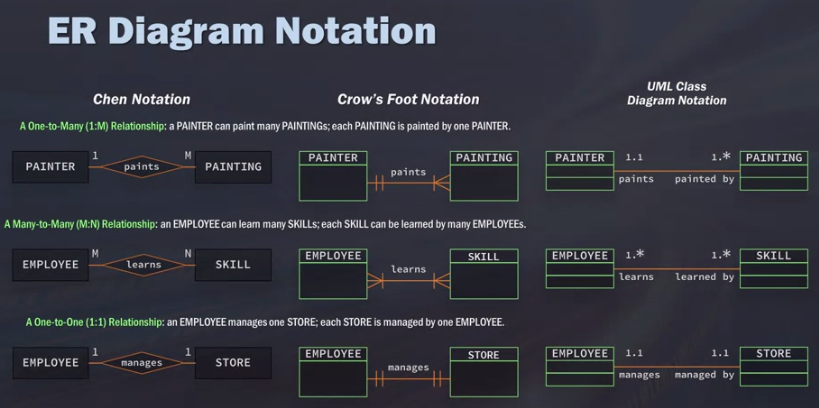 ER Diagram Notation
Chen Notation
Crow's Foot Notation
UML Class
Diagram Notation
A One-to-Many (1:M) Relationship: a PAINTER can paint many PAINTINGs; each PAINTING is painted by one PAINTER.
PAINTER 1 paints M PAINTING
PAINTER paints PAINTING
PAINTER 1.1 1.* PAINTING
paints painted by
A Many-to-Many (M:N) Relationship: an EMPLOYEE can learn many SKILLs; each SKILL can be learned by many EMPLOYEEs.
EMPLOYEE M learns N SKILL
EMPLOYEE learns SKILL
EMPLOYEE 1.* 1.* SKILL
learns learned by
A One-to-One (1:1) Relationship: an EMPLOYEE manages one STORE; each STORE is managed by one EMPLOYEE.
EMPLOYEE 1 manages 1 STORE
EMPLOYEE manages STORE
EMPLOYEE 1.1 1.1 STORE
manages managed by